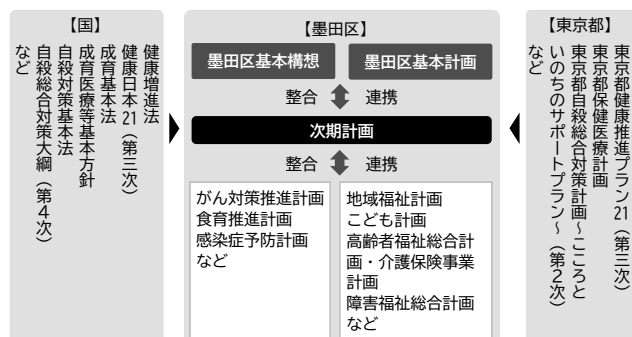 【国】
健康増進法
健康日本21（第三次）
成育基本法
成育医療等基本方針
自殺対策基本法
自殺総合対策大綱（第４次）
など
【墨田区】
墨田区基本構想
墨田区基本計画
整合
連携
次期計画
整合
連携
がん対策推進計画
食育推進計画
感染症予防計画
など
地域福祉計画
こども計画
高齢者福祉総合計
画・介護保険事業
計画
障害福祉総合計画
など
【東京都】
東京都健康推進プラン21（第三次）
東京都保健医療計画
東京都自殺総合対策計画～こころと
いのちのサポートプラン～（第２次）
など